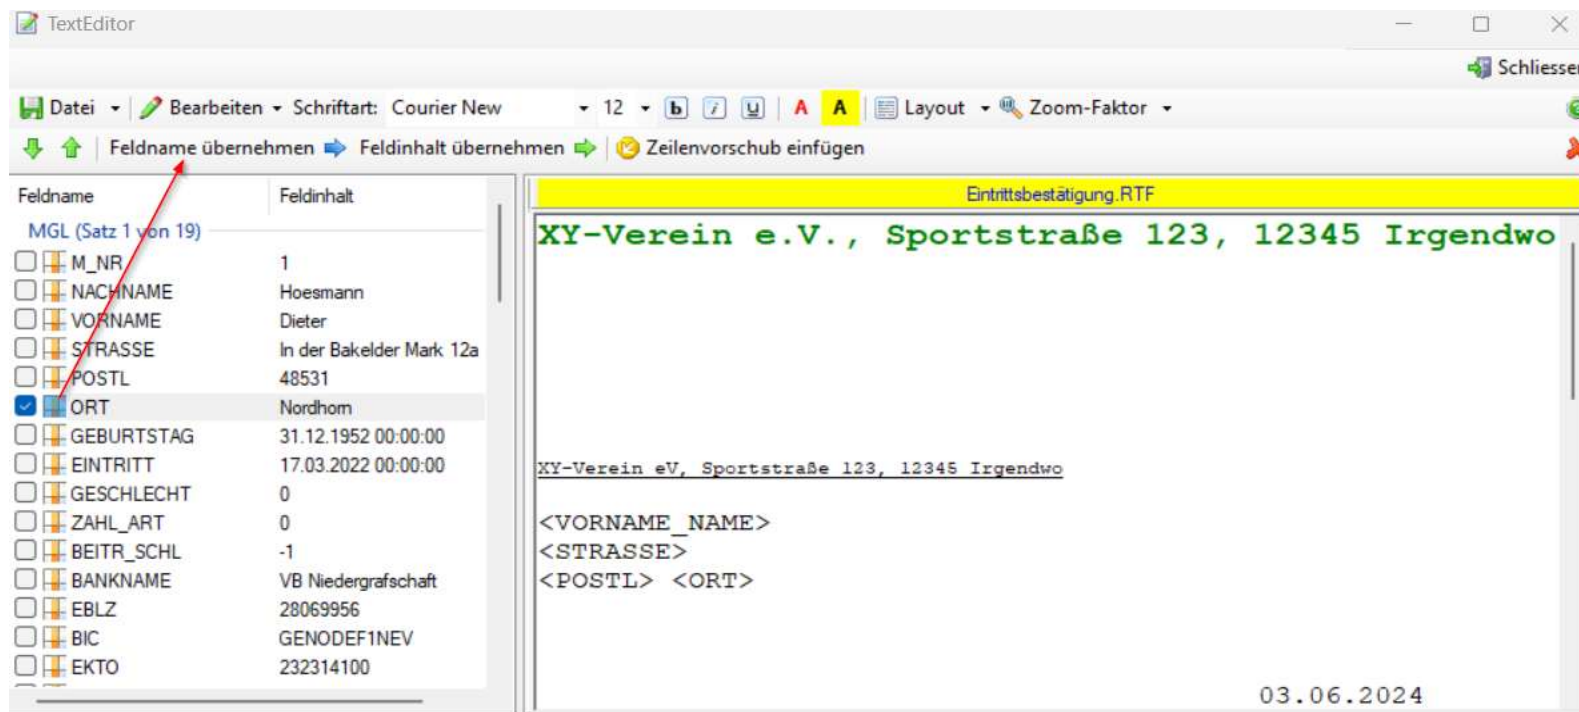 TextEditor
Schliessen
Datei Bearbeiten Schriftart: Courier New 12 b i u A A Layout Zoom-Faktor
Feldname übernehmen Feldinhalt übernehmen Zeilenvorschub einfügen
Feldname Feldinhalt
Eintrittsbestätigung.RTF
MGL (Satz 1 von 19)
M_NR 1
NACHNAME Hoesmann
VORNAME Dieter
STRASSE In der Bakelder Mark 12a
POSTL 48531
ORT Nordhorn
GEBURTSTAG 31.12.1952 00:00:00
EINTRITT 17.03.2022 00:00:00
GESCHLECHT 0
ZAHL_ART 0
BEITR_SCHL -1
BANKNAME VB Niedergrafschaft
EBLZ 28069956
BIC GENODEF1NEV
EKTO 232314100
XY-Verein e.V., Sportstraße 123, 12345 Irgendwo
XY-Verein eV, Sportstraße 123, 12345 Irgendwo
<VORNAME_NAME>
<STRASSE>
<POSTL> <ORT>
03.06.2024